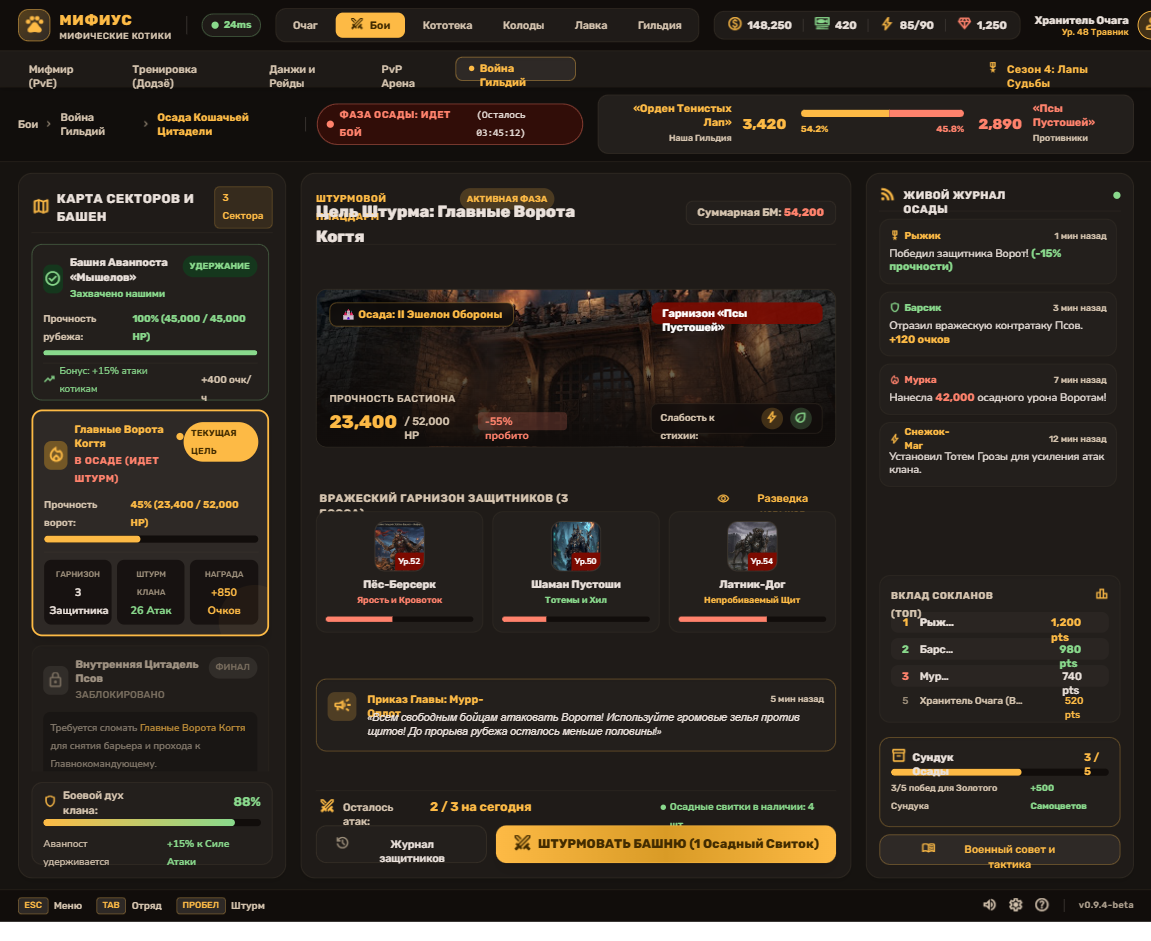 МИФИУС
МИФИЧЕСКИЕ КОТИКИ
24ms
Очаг
Бои
Кототека
Колоды
Лавка
Гильдия
148,250
420
85/90
1,250
Хранитель Очага
Ур. 48 Травник
Мифмир
(PvE)
Тренировка
(Додзё)
Данжи и
Рейды
PvP
Арена
Война
Гильдий
Сезон 4: Лапы
Судьбы
Бои
Война
Гильдий
Осада Кошачьей
Цитадели
ФАЗА ОСАДЫ: ИДЕТ
БОЙ
(Осталось
03:45:12)
«Орден Тенистых
Лап»
Наша Гильдия
3,420
54.2%
45.8%
2,890
«Псы
Пустошей»
Противники
КАРТА СЕКТОРОВ И
БАШЕН
3
Сектора
Башня Аванпоста
«Мышелов»
Захвачено нашими
УДЕРЖАНИЕ
Прочность
рубежа:
100% (45,000 / 45,000
HP)
Бонус: +15% атаки
котикам
+400 очк/
ч
Главные Ворота
Когтя
В ОСАДЕ (ИДЕТ
ШТУРМ)
ТЕКУЩАЯ
ЦЕЛЬ
Прочность
ворот:
45% (23,400 / 52,000
HP)
ГАРНИЗОН
3
Защитника
ШТУРМ
КЛАНА
26 Атак
НАГРАДА
+850
Очков
Внутренняя Цитадель
Псов
ЗАБЛОКИРОВАНО
ФИНАЛ
Требуется сломать Главные Ворота Когтя
для снятия барьера и прохода к
Главнокомандующему.
Боевой дух
клана:
88%
Аванпост
удерживается
+15% к Силе
Атаки
ШТУРМОВОЙ
ПЛАЦДАРМ
АКТИВНАЯ ФАЗА
Цель Штурма: Главные Ворота
Когтя
Суммарная БМ: 54,200
Осада: II Эшелон Обороны
Гарнизон «Псы
Пустошей»
ПРОЧНОСТЬ БАСТИОНА
23,400
/ 52,000
HP
-55%
пробито
Слабость к
стихии:
ВРАЖЕСКИЙ ГАРНИЗОН ЗАЩИТНИКОВ (3
Разведка
Ур.52
Пёс-Берсерк
Ярость и Кровоток
Ур.50
Шаман Пустоши
Тотемы и Хил
Ур.54
Латник-Дог
Непробиваемый Щит
Приказ Главы: Мурр-
5 мин назад
«Всем свободным бойцам атаковать Ворота! Используйте громовые зелья против
щитов! До прорыва рубежа осталось меньше половины!»
Осталось
атак:
2 / 3 на сегодня
Осадные свитки в наличии: 4
шт
Журнал
защитников
ШТУРМОВАТЬ БАШНЮ (1 Осадный Свиток)
ЖИВОЙ ЖУРНАЛ
ОСАДЫ
Рыжик
1 мин назад
Победил защитника Ворот! (-15%
прочности)
Барсик
3 мин назад
Отразил вражескую контратаку Псов.
+120 очков
Мурка
7 мин назад
Нанесла 42,000 осадного урона Воротам!
Снежок-
Маг
12 мин назад
Установил Тотем Грозы для усиления атак
клана.
ВКЛАД СОКЛАНОВ
(ТОП)
1 Рыж... 1,200
pts
2 Барс... 980
pts
3 Мур... 740
pts
5 Хранитель Очага (В... 520
pts
Сундук
Осады
3 /
5
3/5 побед для Золотого
Сундука
+500
Самоцветов
Военный совет и
тактика
ESC Меню
TAB Отряд
ПРОБЕЛ Штурм
v0.9.4-beta